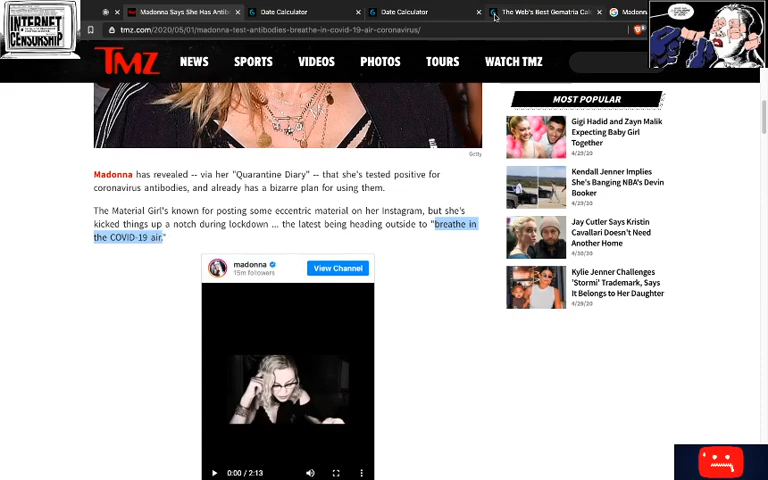 INTERNET
CENSORSHIP
Madonna Says She Has Antib
Date Calculator
Date Calculator
The Web's Best Gematria Cal
Madonn
tmz.com/2020/05/01/madonna-test-antibodies-breathe-in-covid-19-air-coronavirus/
TMZ
NEWS SPORTS VIDEOS PHOTOS TOURS WATCH TMZ
Getty
Madonna has revealed -- via her "Quarantine Diary" -- that she's tested positive for
coronavirus antibodies, and already has a bizarre plan for using them.
The Material Girl's known for posting some eccentric material on her Instagram, but she's
kicked things up a notch during lockdown ... the latest being heading outside to "breathe in
the COVID-19 air."
madonna
15m followers
View Channel
0:00 / 2:13
MOST POPULAR
Gigi Hadid and Zayn Malik
Expecting Baby Girl
Together
4/29/20
Kendall Jenner Implies
She's Banging NBA's Devin
Booker
4/29/20
Jay Cutler Says Kristin
Cavallari Doesn't Need
Another Home
4/30/20
Kylie Jenner Challenges
'Stormi' Trademark, Says
It Belongs to Her Daughter
4/29/20